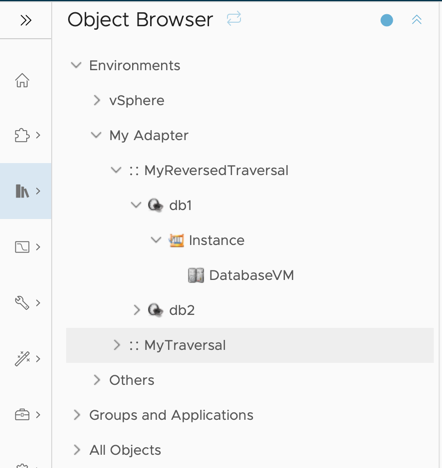 Object Browser
Environments
vSphere
My Adapter
:: MyReversedTraversal
db1
Instance
DatabaseVM
db2
:: MyTraversal
Others
Groups and Applications
All Objects